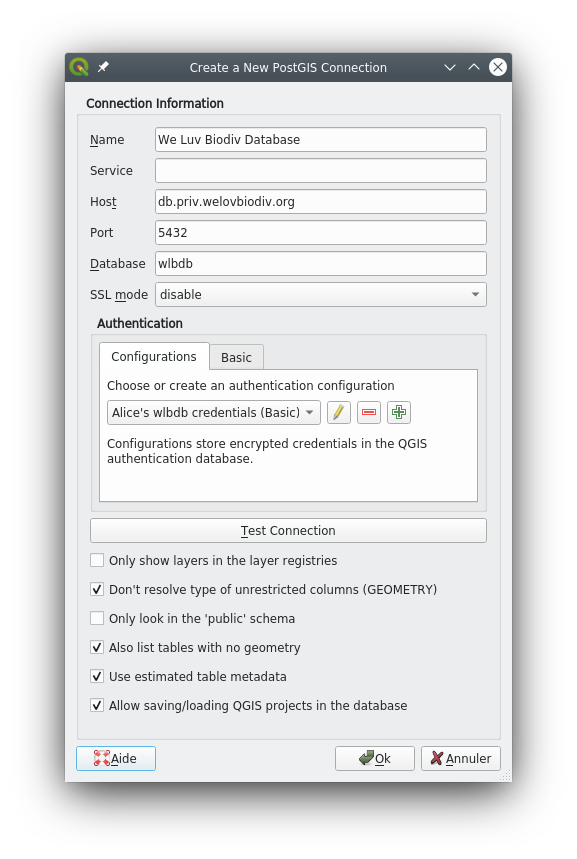 Create a New PostGIS Connection
Connection Information
Name We Luv Biodiv Database
Service
Host db.priv.welovbiodiv.org
Port 5432
Database wlbdb
SSL mode disable
Authentication
Configurations Basic
Choose or create an authentication configuration
Alice's wlbdb credentials (Basic)
Configurations store encrypted credentials in the QGIS
authentication database.
Test Connection
Only show layers in the layer registries
Don't resolve type of unrestricted columns (GEOMETRY)
Only look in the 'public' schema
Also list tables with no geometry
Use estimated table metadata
Allow saving/loading QGIS projects in the database
Aide Ok Annuler